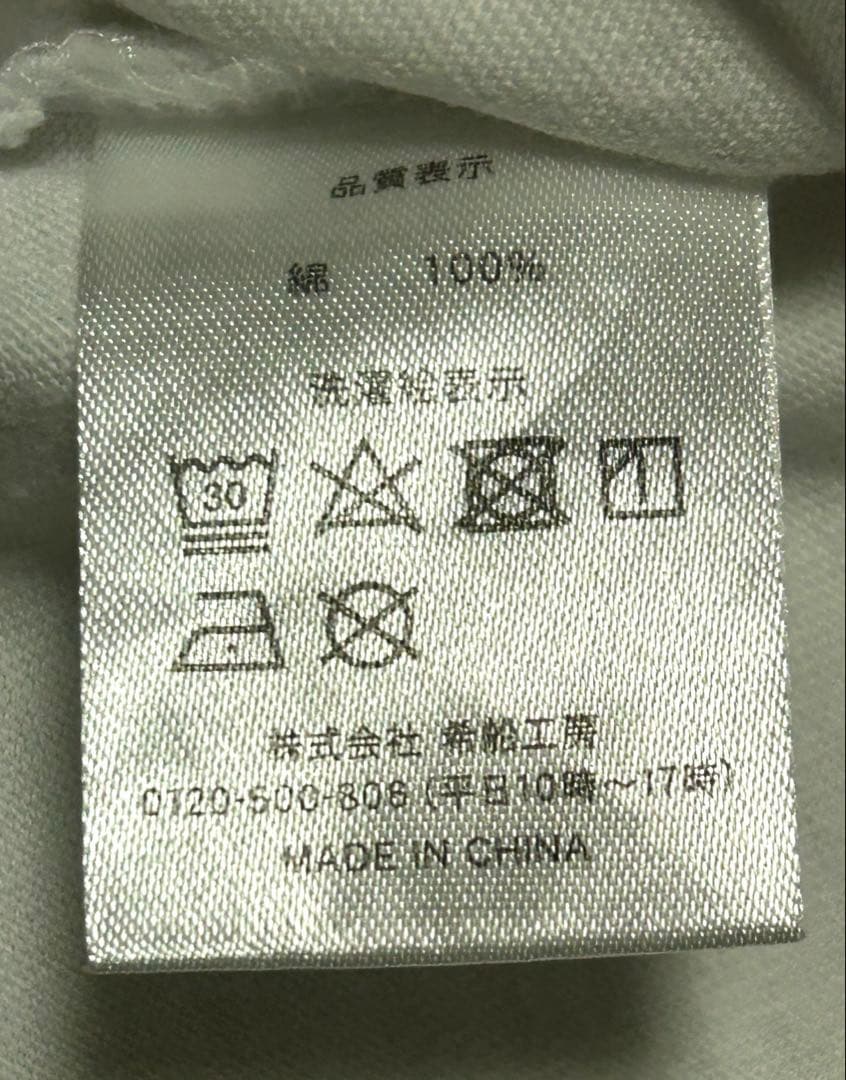 品質表示
綿 100%
洗濯絵表示
30
株式会社 希船工房
0120-500-806 (平日10時～17時)
MADE IN CHINA